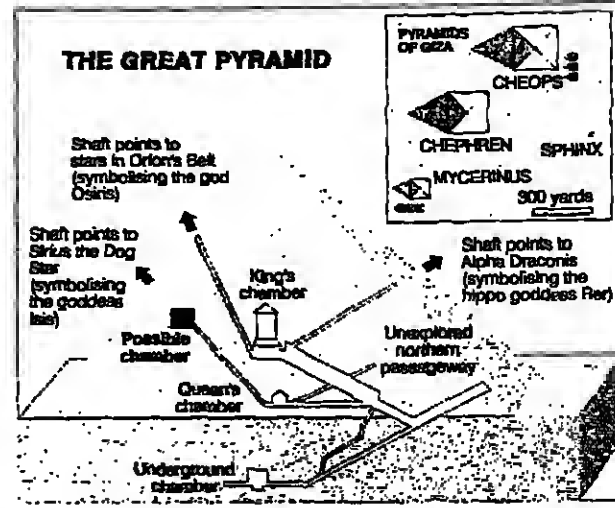 THE GREAT PYRAMID
PYRAMIDS
OF GIZA
CHEOPS
CHEPHREN
SPHINX
MYCERINUS
300 yards
Shaft points to
stars in Orion's Belt
(symbolising the god
Osiris)
Shaft points to
Sirius the Dog
Star
(symbolising
the goddess
Isis)
King's
chamber
Shaft points to
Alpha Draconis
(symbolising the
hippo goddess Rer)
Possible
chamber
Unexplored
northern
passageway
Queen's
chamber
Underground
chamber